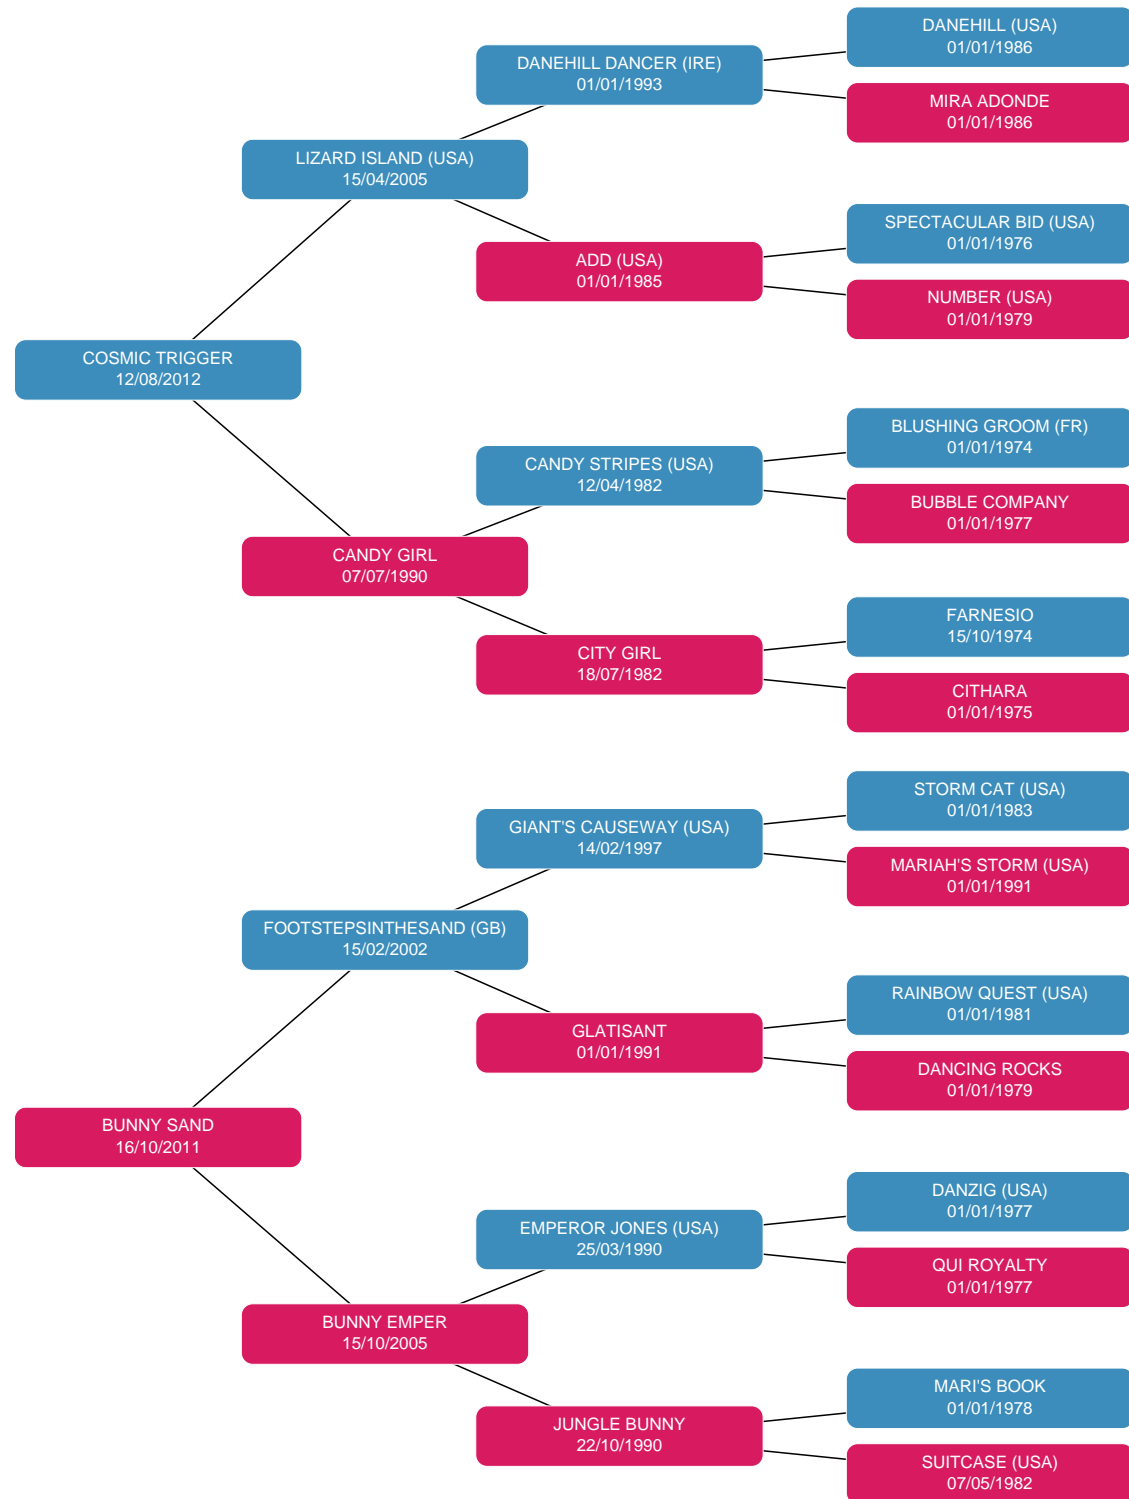 DANEHILL (USA)
01/01/1986
DANEHILL DANCER (IRE)
01/01/1993
MIRA ADONDE
01/01/1986
LIZARD ISLAND (USA)
15/04/2005
SPECTACULAR BID (USA)
01/01/1976
ADD (USA)
01/01/1985
NUMBER (USA)
01/01/1979
COSMIC TRIGGER
12/08/2012
BLUSHING GROOM (FR)
01/01/1974
CANDY STRIPES (USA)
12/04/1982
BUBBLE COMPANY
01/01/1977
CANDY GIRL
07/07/1990
FARNESIO
15/10/1974
CITY GIRL
18/07/1982
CITHARA
01/01/1975
STORM CAT (USA)
01/01/1983
GIANT'S CAUSEWAY (USA)
14/02/1997
MARIAH'S STORM (USA)
01/01/1991
FOOTSTEPSINTHESAND (GB)
15/02/2002
RAINBOW QUEST (USA)
01/01/1981
GLATISANT
01/01/1991
DANCING ROCKS
01/01/1979
BUNNY SAND
16/10/2011
DANZIG (USA)
01/01/1977
EMPEROR JONES (USA)
25/03/1990
QUI ROYALTY
01/01/1977
BUNNY EMPER
15/10/2005
MARI'S BOOK
01/01/1978
JUNGLE BUNNY
22/10/1990
SUITCASE (USA)
07/05/1982